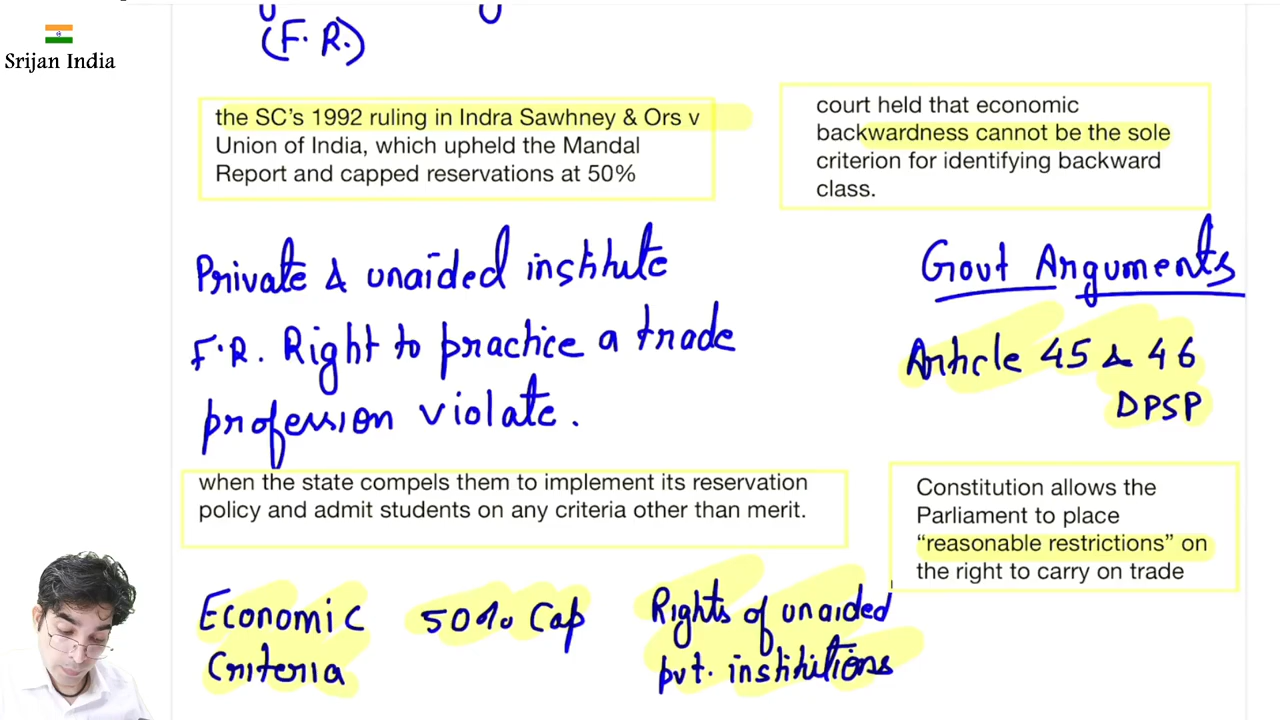 (F. R.)
Srijan India
the SC's 1992 ruling in Indra Sawhney & Ors v
Union of India, which upheld the Mandal
Report and capped reservations at 50%
court held that economic
backwardness cannot be the sole
criterion for identifying backward
class.
Private & unaided institute
F.R. Right to practice a trade
profession violate.
Govt Arguments
Article 45 & 46
DPSP
when the state compels them to implement its reservation
policy and admit students on any criteria other than merit.
Constitution allows the
Parliament to place
“reasonable restrictions” on
the right to carry on trade
Economic
Criteria
50% Cap
Rights of unaided
pvt. institutions